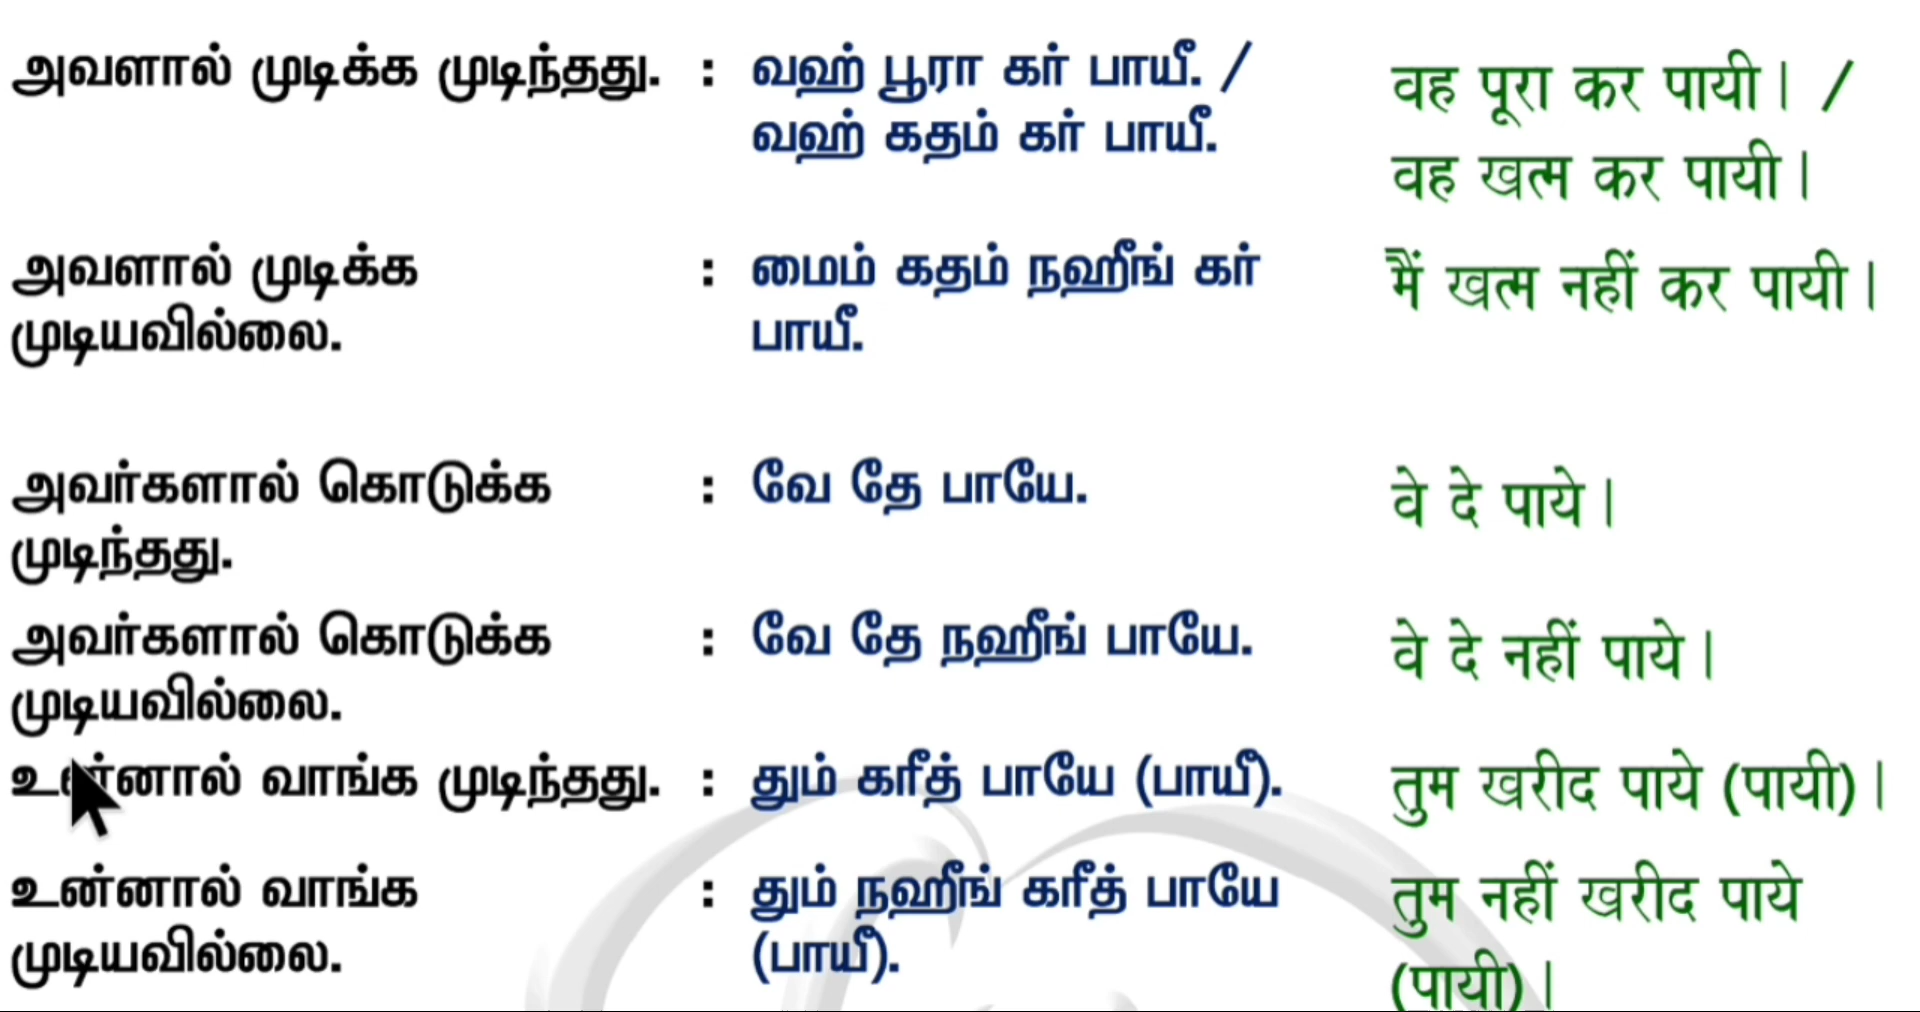 அவளால் முடிக்க முடிந்தது. : வஹ் பூரா கர் பாயீ. / वह पूरा कर पायी। /
வஹ் கதம் கர் பாயீ. वह खत्म कर पायी।
அவளால் முடிக்க : மைம் கதம் நஹீங் கர் मैं खत्म नहीं कर पायी।
முடியவில்லை. பாயீ.
அவர்களால் கொடுக்க : வே தே பாயே. वे दे पाये।
முடிந்தது.
அவர்களால் கொடுக்க : வே தே நஹீங் பாயே. वे दे नहीं पाये।
முடியவில்லை.
உன்னால் வாங்க முடிந்தது. : தும் கரீத் பாயே (பாயீ). तुम खरीद पाये (पायी)।
உன்னால் வாங்க : தும் நஹீங் கரீத் பாயே तुम नहीं खरीद पाये
முடியவில்லை. (பாயீ). (पायी)।